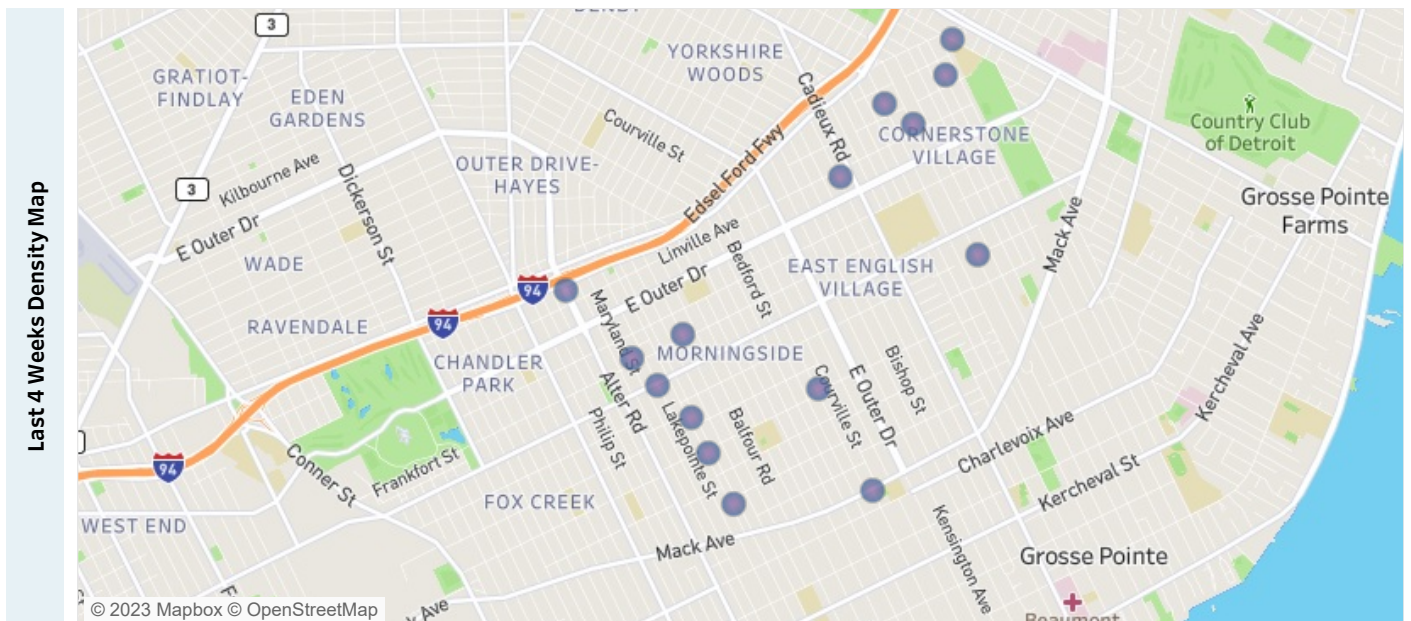 Last 4 Weeks Density Map
3
YORKSHIRE
WOODS
GRATIOT-
FINDLAY
EDEN
GARDENS
Cadieux Rd
Courville St
CORNERSTONE
VILLAGE
Country Club
of Detroit
Kilbourne Ave
3
OUTER DRIVE-
HAYES
Edsel Ford Fwy
Dickerson St
E Outer Dr
Grosse Pointe
Farms
Mack Ave
WADE
Linville Ave
Bedford St
E Outer Dr
EAST ENGLISH
VILLAGE
94
94
RAVENDALE
Maryland St
CHANDLER
PARK
MORNINGSIDE
Kercheval Ave
Bishop St
E Outer Dr
Courville St
Alter Rd
Philip St
Lakepointe St
Balfour Rd
Charlevoix Ave
94
Conner St
Frankfort St
Kercheval St
FOX CREEK
WEST END
Mack Ave
Kensington Ave
Grosse Pointe
Ave
Beaumont
© 2023 Mapbox © OpenStreetMap